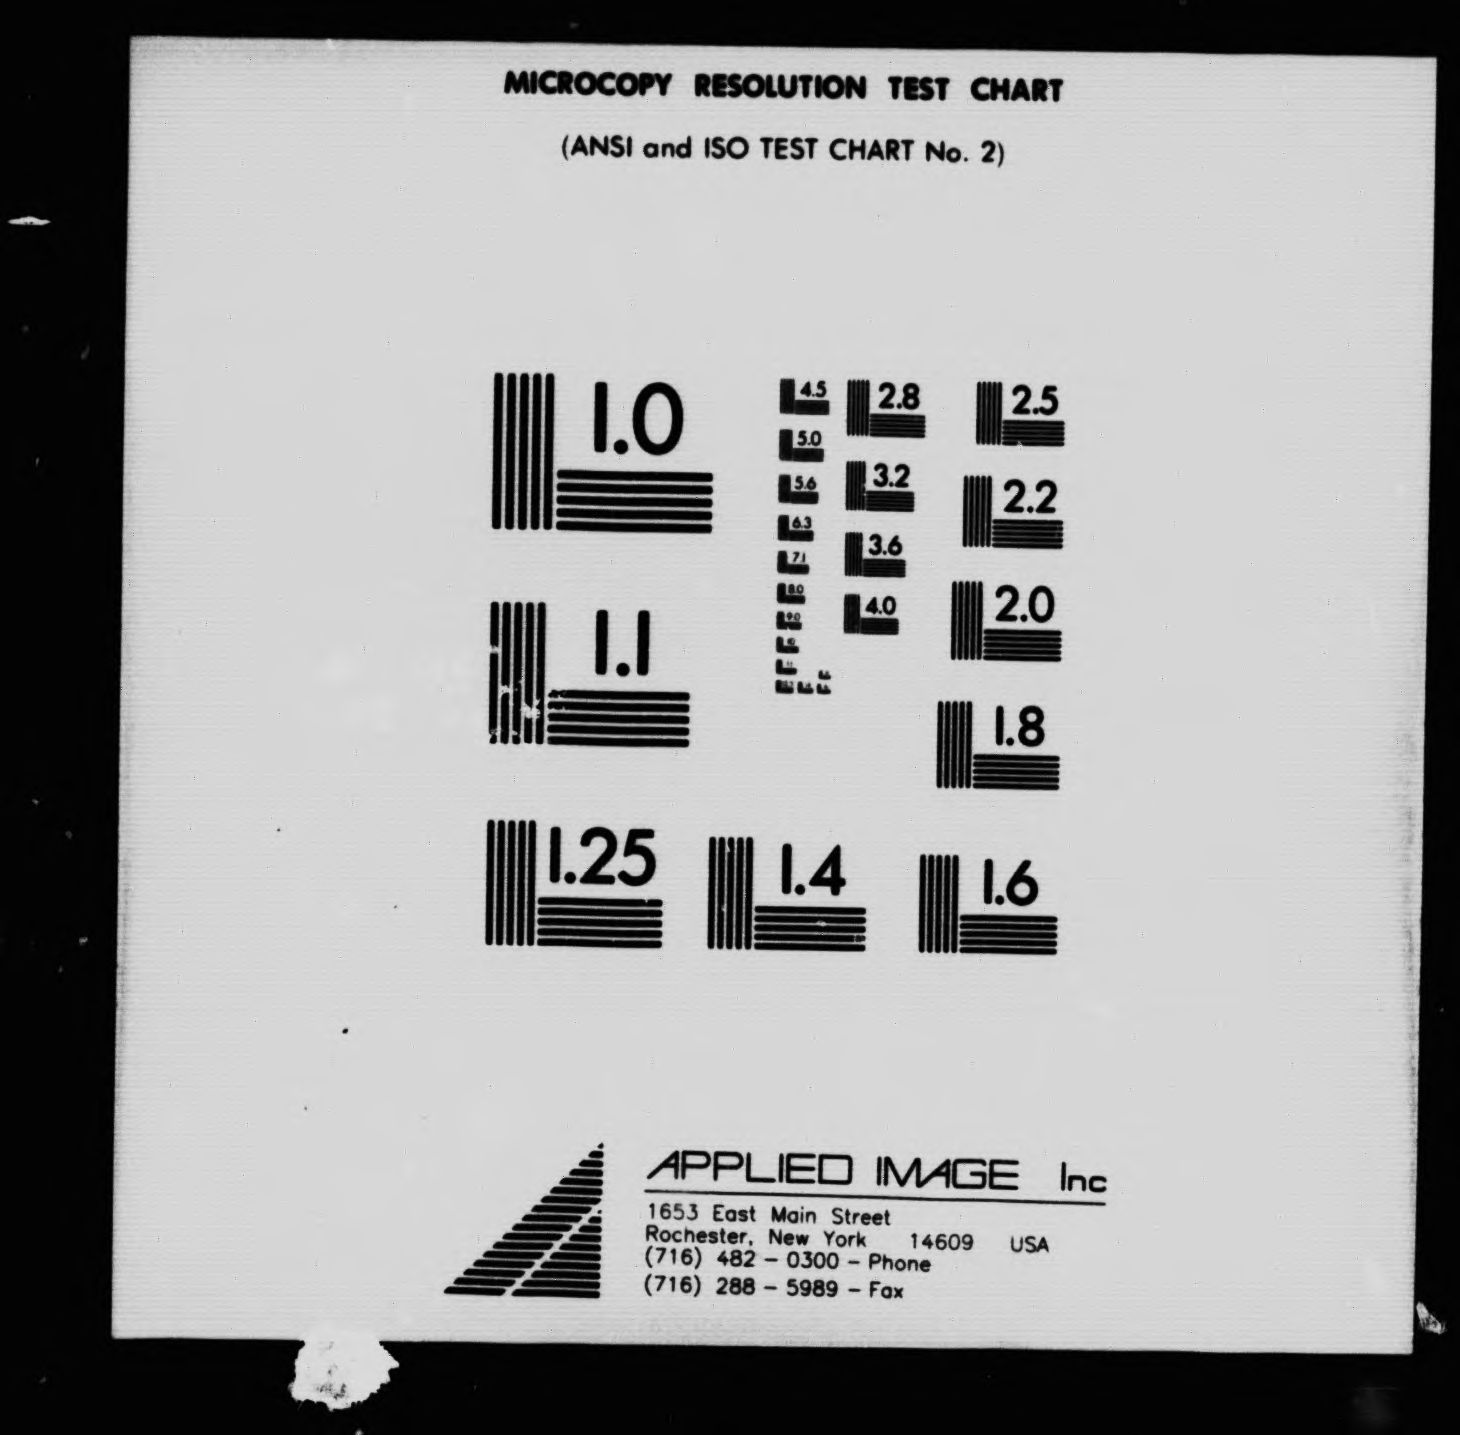 MICROCOPY RESOLUTION TEST CHART
(ANSI and ISO TEST CHART No. 2)
1.0
1.1
1.25
1.4
1.6
1.8
2.0
2.2
2.5
2.8
3.2
3.6
4.0
4.5
5.0
5.6
6.3
7.1
8.0
9.0
APPLIED IMAGE Inc
1653 East Main Street
Rochester, New York 14609 USA
(716) 482 - 0300 - Phone
(716) 288 - 5989 - Fax